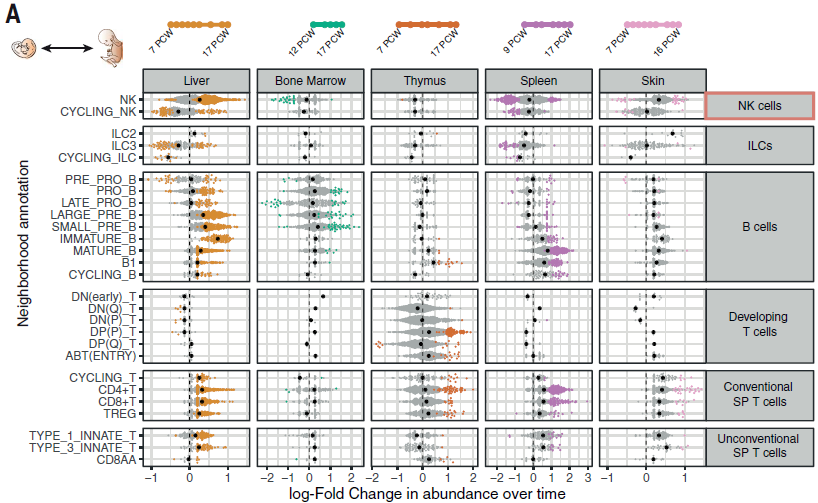 A
7 PCW 17 PCW 12 PCW 17 PCW 7 PCW 17 PCW 9 PCW 17 PCW 7 PCW 16 PCW
Liver Bone Marrow Thymus Spleen Skin
Neighborhood annotation
NK
CYCLING_NK
NK cells
ILC2
ILC3
CYCLING_ILC
ILCs
PRE_PRO_B
PRO_B
LATE_PRO_B
LARGE_PRE_B
SMALL_PRE_B
IMMATURE_B
MATURE_B
B1
CYCLING_B
B cells
DN(early)_T
DN(Q)_T
DN(P)_T
DP(P)_T
DP(Q)_T
ABT(ENTRY)
Developing
T cells
CYCLING_T
CD4+T
CD8+T
TREG
Conventional
SP T cells
TYPE_1_INNATE_T
TYPE_3_INNATE_T
CD8AA
Unconventional
SP T cells
−1 0 1 −2 −1 0 1 2 −2 −1 0 1 2 −2 −1 0 1 2 3 −1 0 1
log-Fold Change in abundance over time